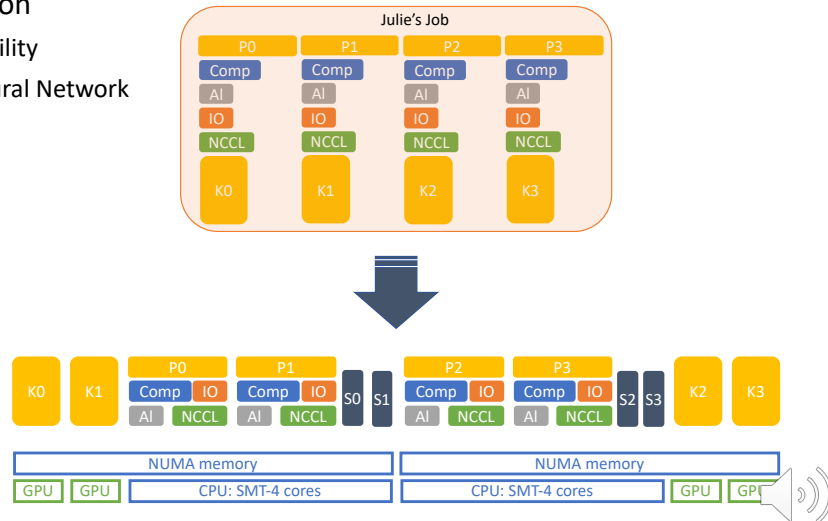 on
Julie's Job
ility
ural Network
P0 P1 P2 P3
Comp Comp Comp Comp
AI AI AI AI
IO IO IO IO
NCCL NCCL NCCL NCCL
K0 K1 K2 K3
P0 P1 P2 P3
K0 K1 Comp IO Comp IO S0 S1 Comp IO Comp IO S2 S3 K2 K3
AI NCCL AI NCCL AI NCCL AI NCCL
NUMA memory NUMA memory
GPU GPU CPU: SMT-4 cores CPU: SMT-4 cores GPU GPU